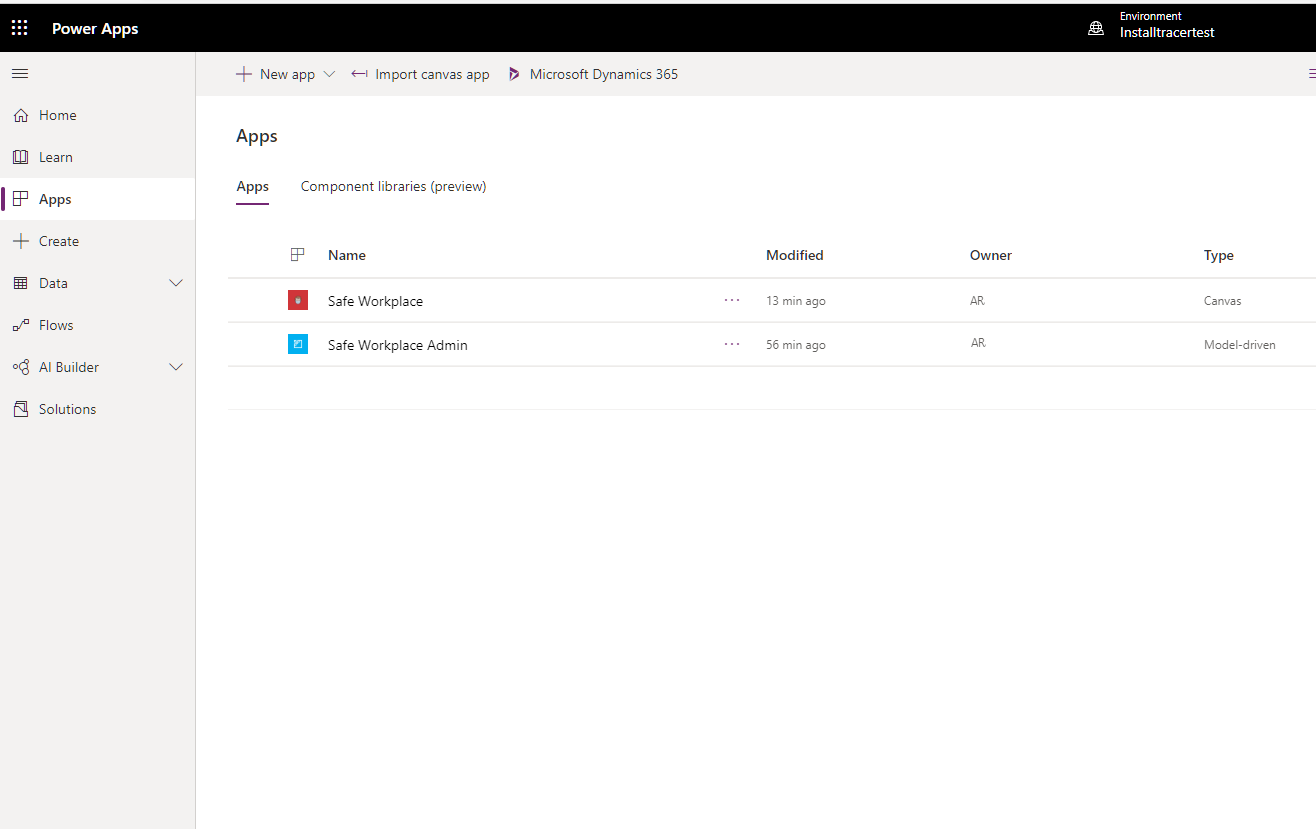 Power Apps
Environment
Installtracertest
New app
Import canvas app
Microsoft Dynamics 365
Home
Learn
Apps
Create
Data
Flows
AI Builder
Solutions
Apps
Apps
Component libraries (preview)
Name Modified Owner Type
Safe Workplace ... 13 min ago AR Canvas
Safe Workplace Admin ... 56 min ago AR Model-driven